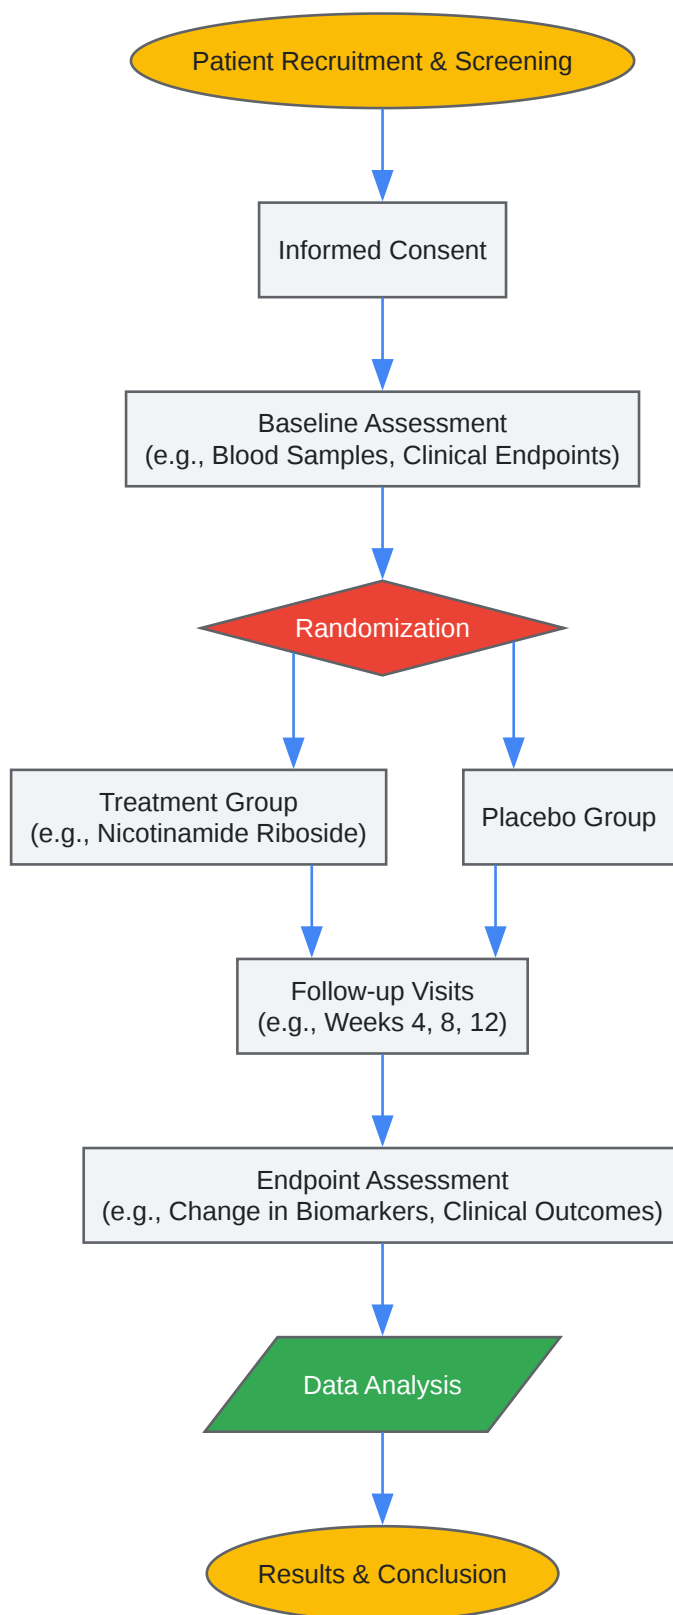 Patient Recruitment & Screening
Informed Consent
Baseline Assessment
(e.g., Blood Samples, Clinical Endpoints)
Randomization
Treatment Group
(e.g., Nicotinamide Riboside)
Placebo Group
Follow-up Visits
(e.g., Weeks 4, 8, 12)
Endpoint Assessment
(e.g., Change in Biomarkers, Clinical Outcomes)
Data Analysis
Results & Conclusion